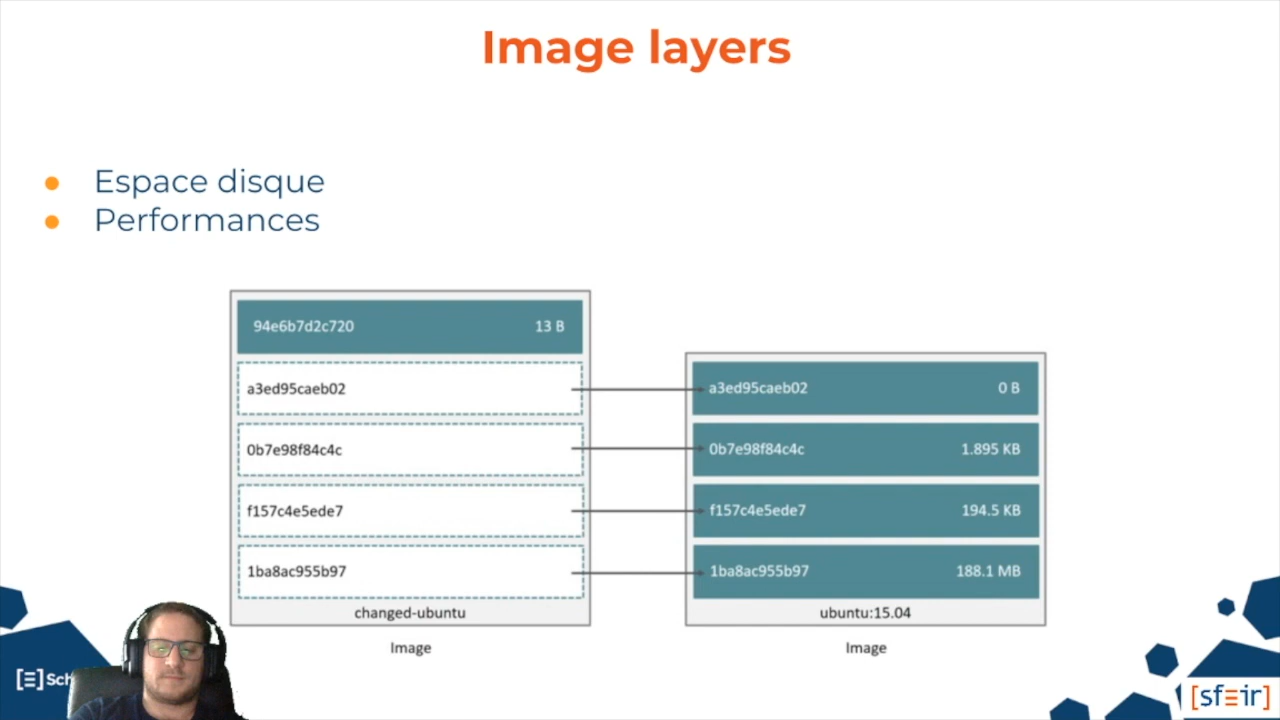 Image layers
Espace disque
Performances
94e6b7d2c720 13 B
a3ed95caeb02
0b7e98f84c4c
f157c4e5ede7
1ba8ac955b97
changed-ubuntu
Image
a3ed95caeb02 0 B
0b7e98f84c4c 1.895 KB
f157c4e5ede7 194.5 KB
1ba8ac955b97 188.1 MB
ubuntu:15.04
Image
[sfeir]